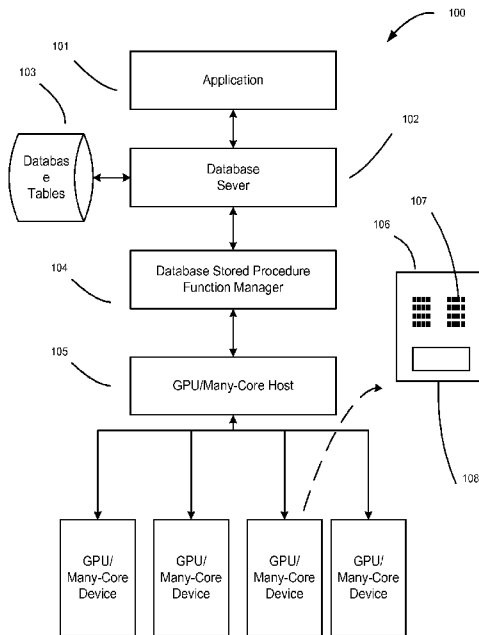 100
101
Application
103
102
Databas
e
Tables
Database
Sever
107
106
104
Database Stored Procedure
Function Manager
105
GPU/Many-Core Host
108
GPU/
Many-Core
Device
GPU/
Many-Core
Device
GPU/
Many-Core
Device
GPU/
Many-Core
Device